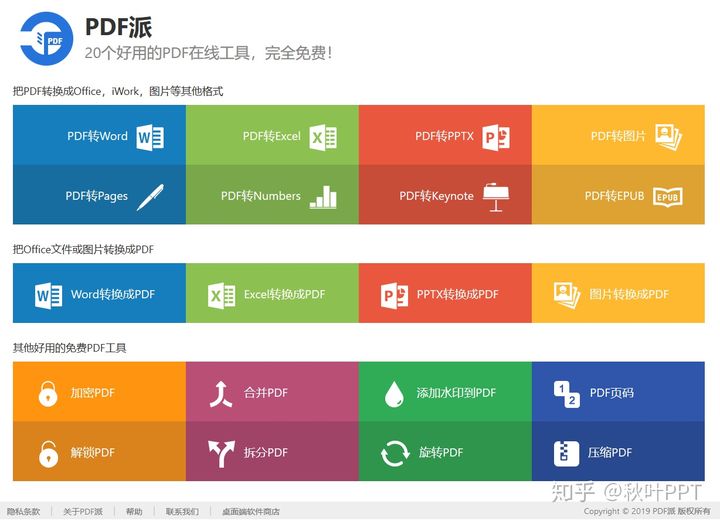 PDF
PDF派
20个好用的PDF在线工具，完全免费！
把PDF转换成Office，iWork，图片等其他格式
PDF转Word W PDF转Excel X PDF转PPTX P PDF转图片
PDF转Pages PDF转Numbers PDF转Keynote PDF转EPUB EPUB
把Office文件或图片转换成PDF
W Word转换成PDF X Excel转换成PDF P PPTX转换成PDF 图片转换成PDF
其他好用的免费PDF工具
加密PDF 合并PDF 添加水印到PDF 1 2 PDF页码
解锁PDF 拆分PDF 旋转PDF 压缩PDF
知乎 @秋叶PPT
隐私条款 | 关于PDF派 | 帮助 | 联系我们 | 桌面端软件商店 Copyright © 2019 PDF派 版权所有